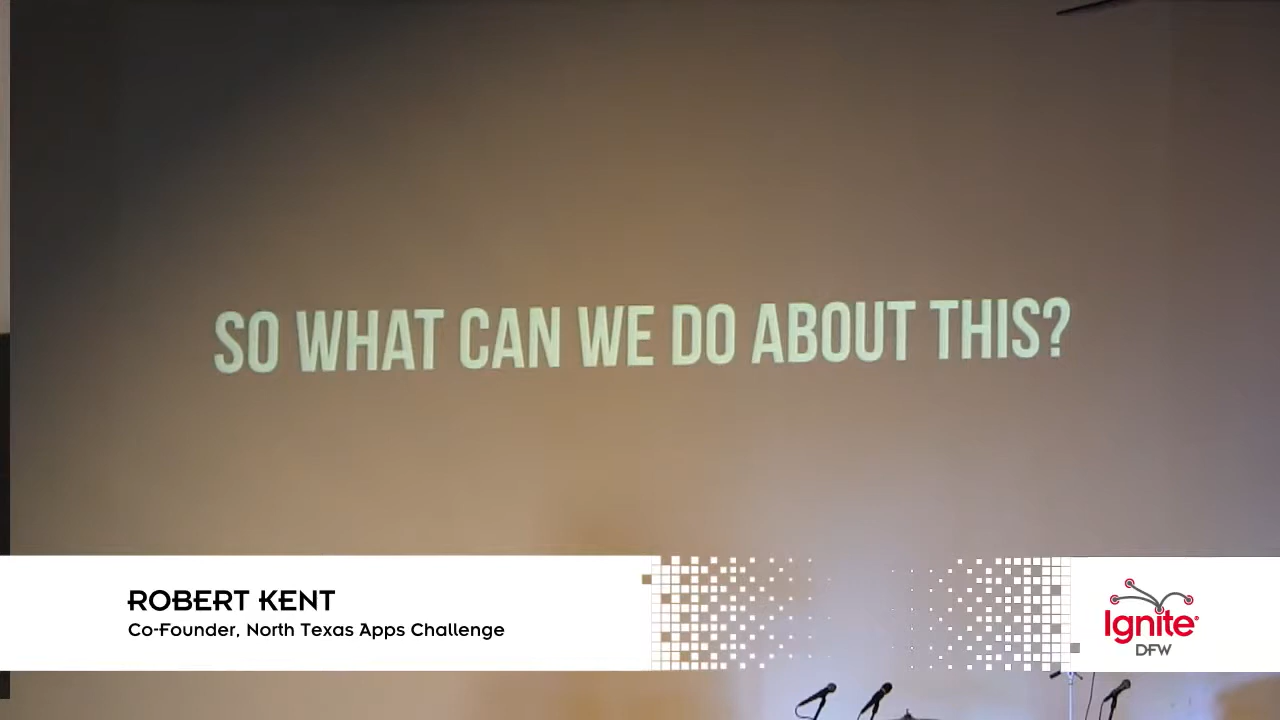 SO WHAT CAN WE DO ABOUT THIS?
ROBERT KENT
Co-Founder, North Texas Apps Challenge
Ignite
DFW